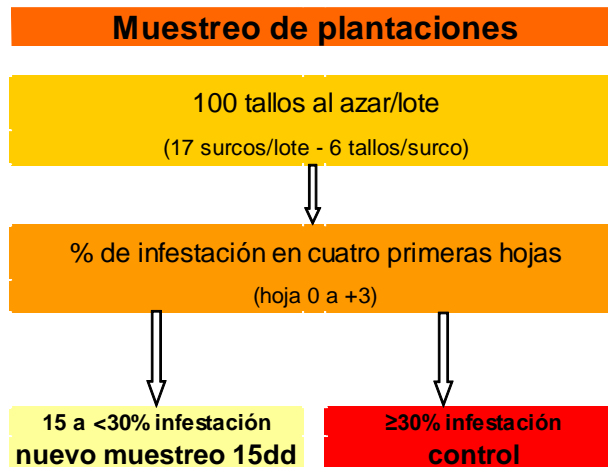 Muestreo de plantaciones
100 tallos al azar/lote
(17 surcos/lote - 6 tallos/surco)
% de infestación en cuatro primeras hojas
(hoja 0 a +3)
15 a <30% infestación
nuevo muestreo 15dd
≥30% infestación
control